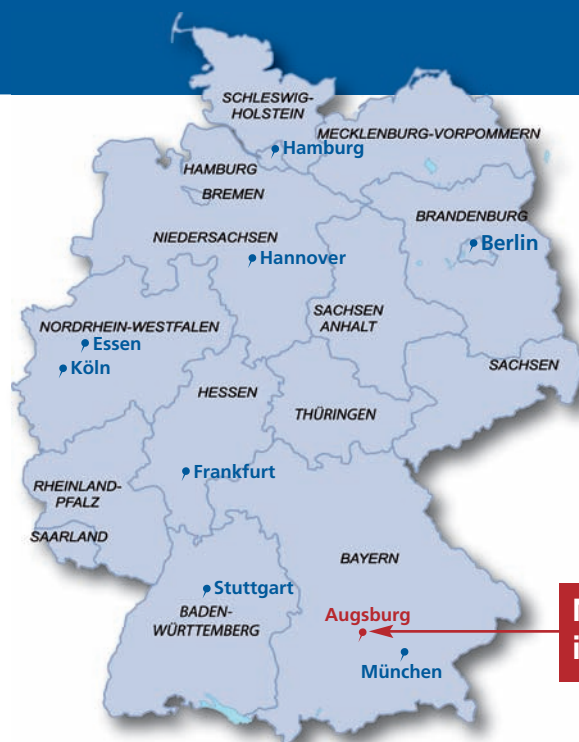 SCHLESWIG-
HOLSTEIN
MECKLENBURG-VORPOMMERN
Hamburg
HAMBURG
BREMEN
BRANDENBURG
Berlin
NIEDERSACHSEN
Hannover
SACHSEN
ANHALT
NORDRHEIN-WESTFALEN
Essen
Köln
SACHSEN
HESSEN
THÜRINGEN
Frankfurt
RHEINLAND-
PFALZ
SAARLAND
BAYERN
Stuttgart
BADEN-
WÜRTTEMBERG
Augsburg
München